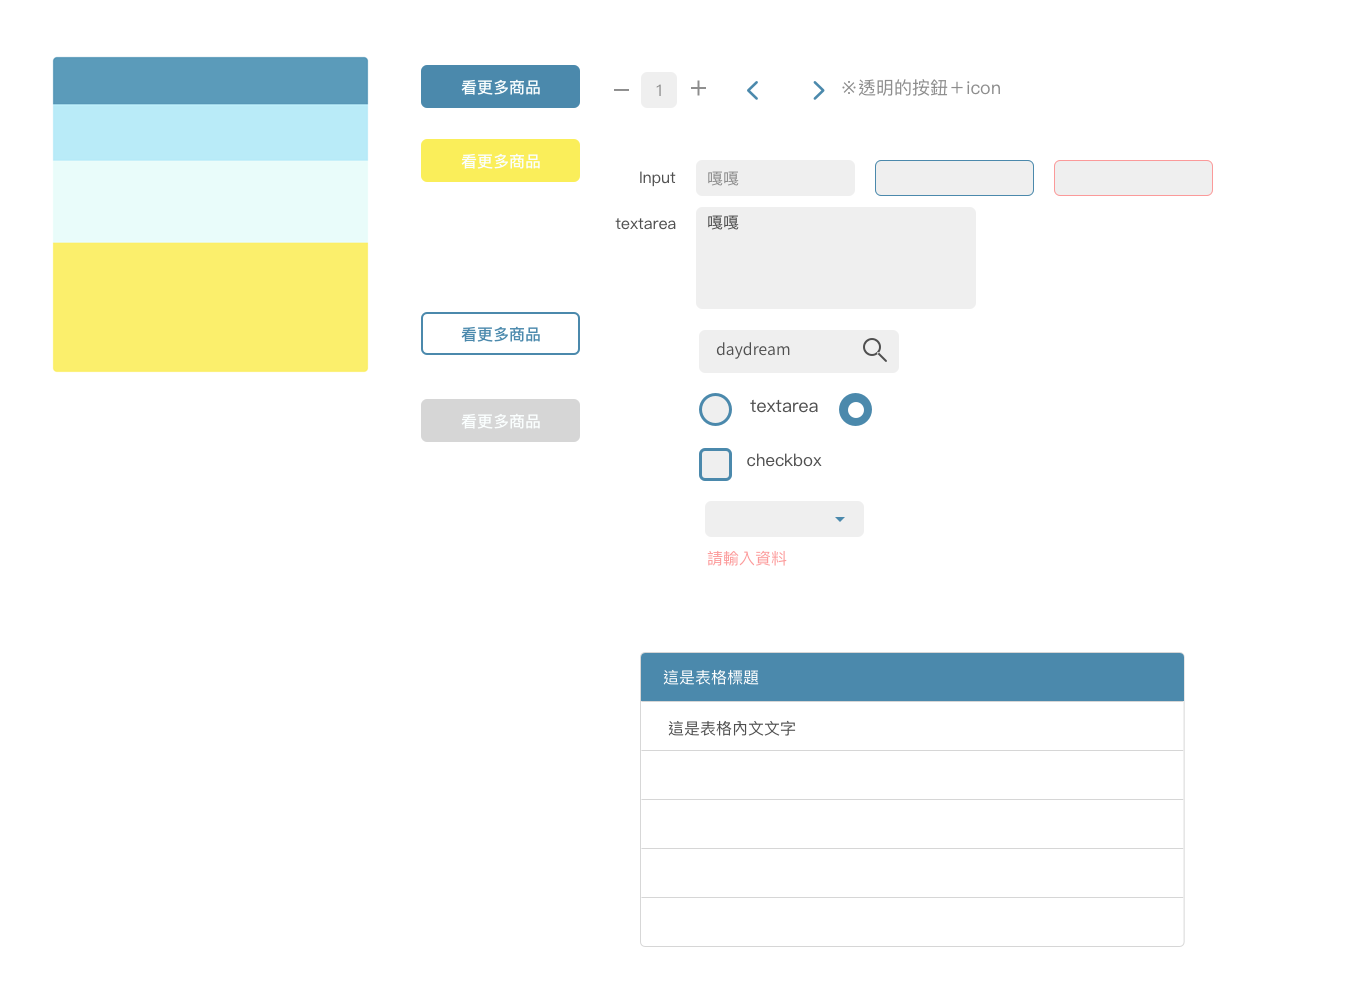 看更多商品
看更多商品
看更多商品
看更多商品
1
※透明的按鈕＋icon
Input
嘎嘎
textarea
嘎嘎
daydream
textarea
checkbox
請輸入資料
這是表格標題
這是表格內文文字